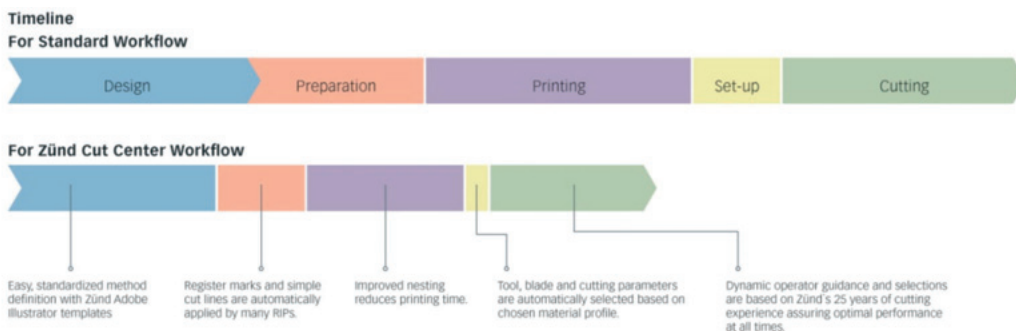 Timeline
For Standard Workflow
Design Preparation Printing Set-up Cutting
For Zünd Cut Center Workflow
Easy, standardized method
definition with Zünd Adobe
Illustrator templates
Register marks and simple
cut lines are automatically
applied by many RIPs.
Improved nesting
reduces printing time.
Tool, blade and cutting parameters
are automatically selected based on
chosen material profile.
Dynamic operator guidance and selections
are based on Zünd's 25 years of cutting
experience assuring optimal performance
at all times.